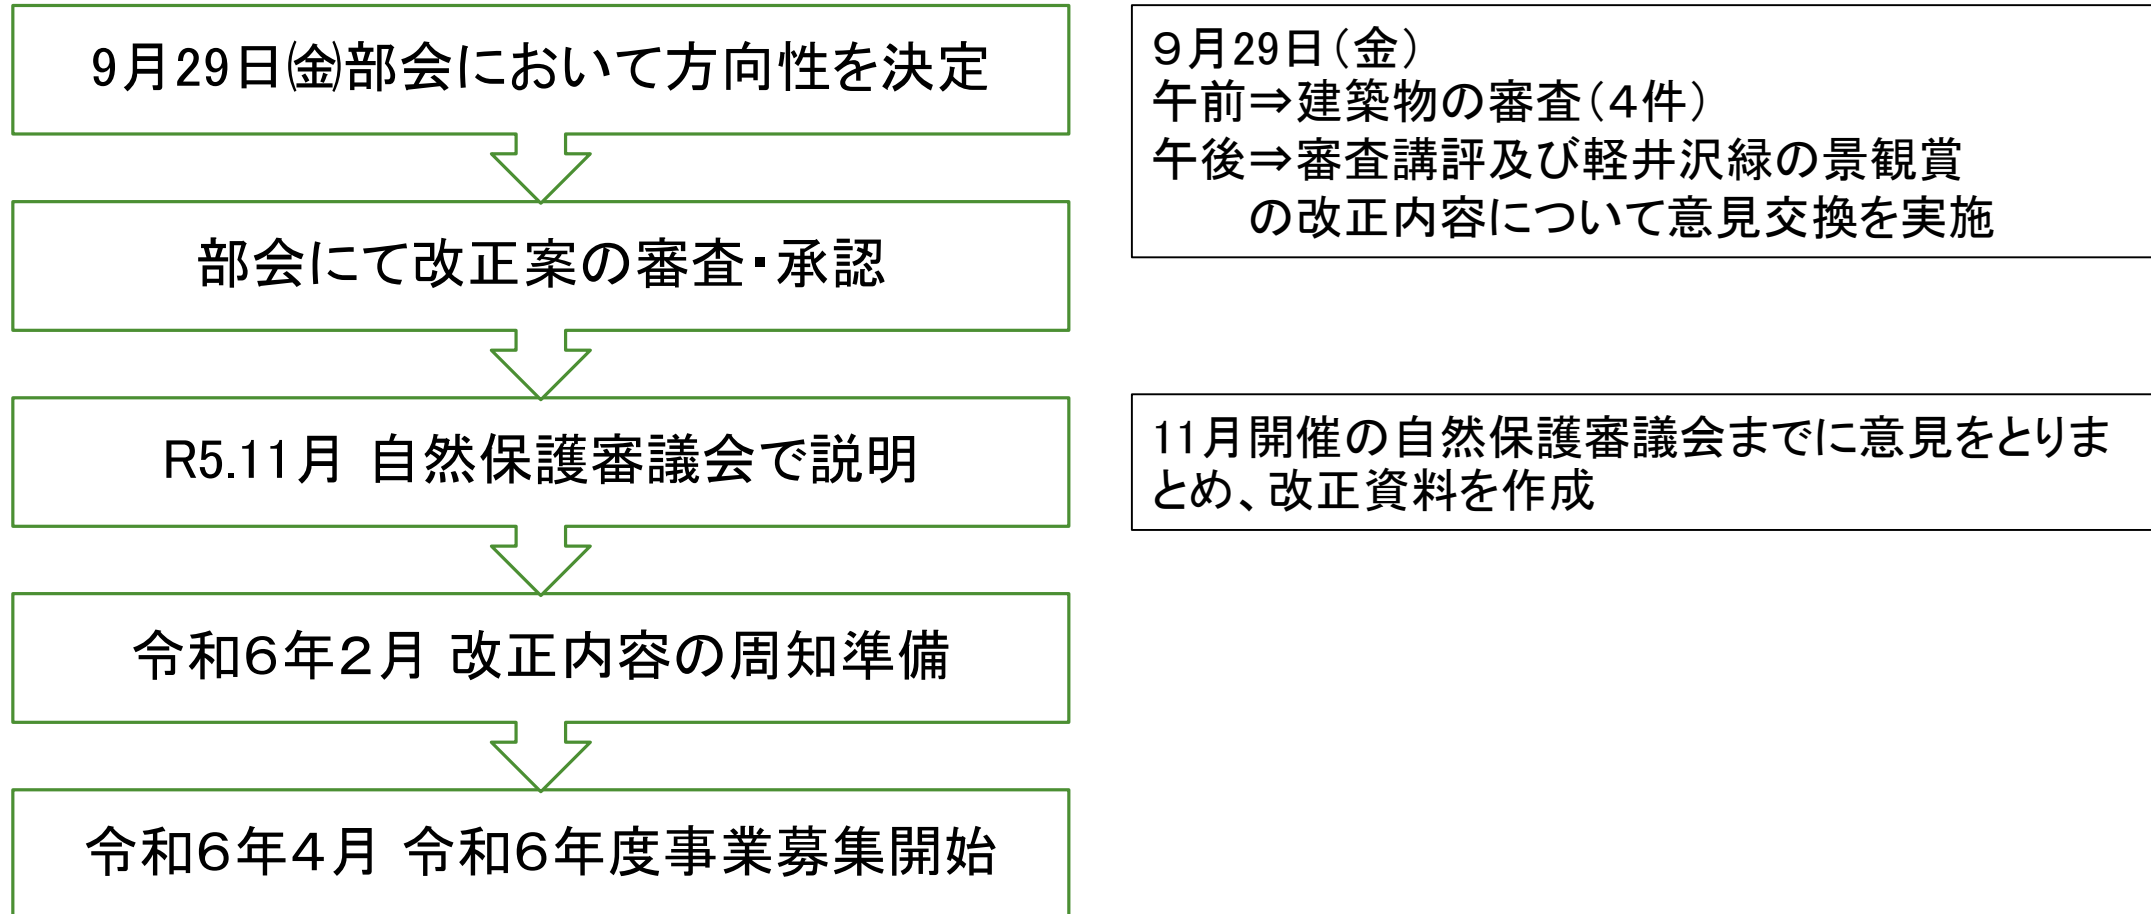 9月29日㈮部会において方向性を決定
部会にて改正案の審査・承認
R5.11月 自然保護審議会で説明
令和6年2月 改正内容の周知準備
令和6年4月 令和6年度事業募集開始
9月29日(金)
午前⇒建築物の審査(4件)
午後⇒審査講評及び軽井沢緑の景観賞
の改正内容について意見交換を実施
11月開催の自然保護審議会までに意見をとりま
とめ、改正資料を作成